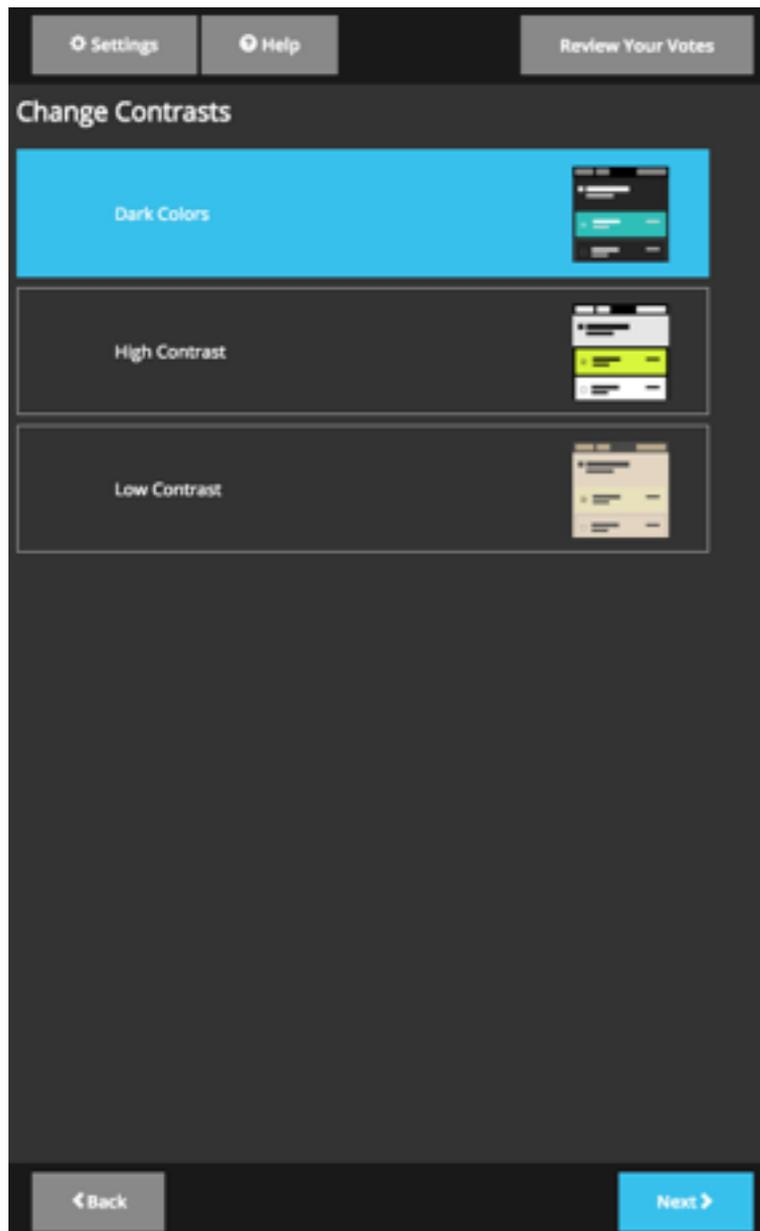 Settings Help Review Your Votes
Change Contrasts
Dark Colors
High Contrast
Low Contrast
Back Next